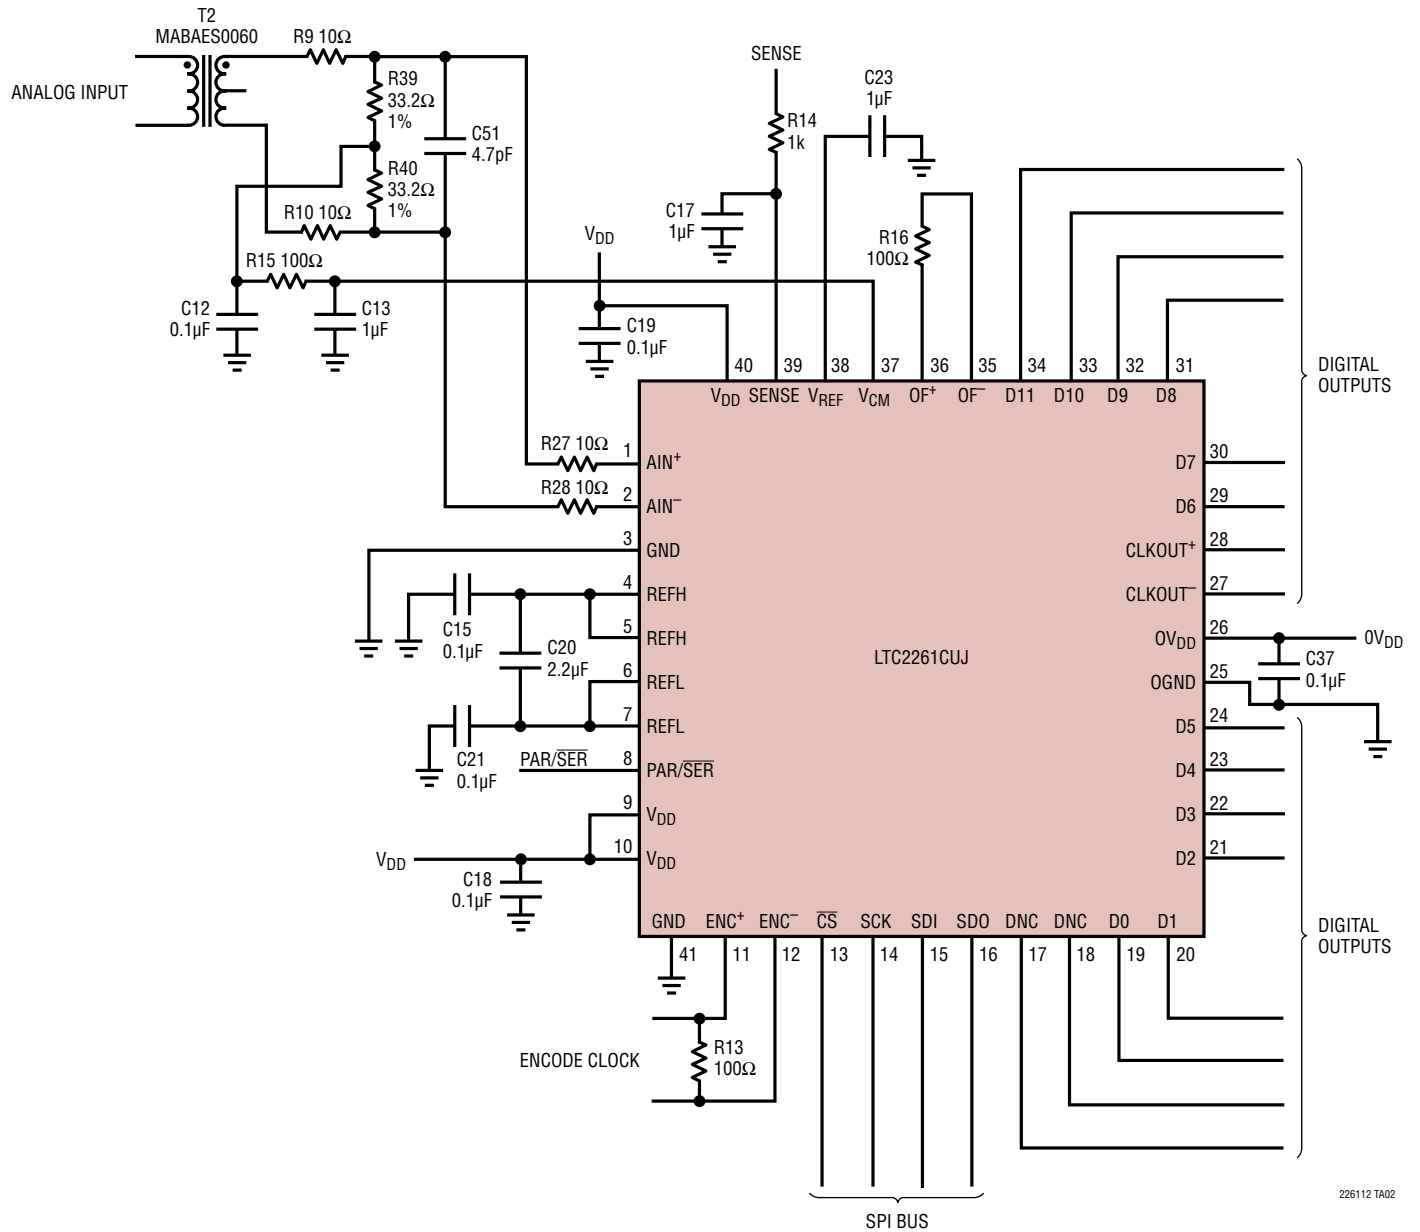 T2
MABAES0060
R9 10Ω
ANALOG INPUT
R39
33.2Ω
1%
C51
4.7pF
R40
33.2Ω
1%
R10 10Ω
R15 100Ω
C12
0.1µF
C13
1µF
SENSE
R14
1k
C23
1µF
C17
1µF
R16
100Ω
VDD
C19
0.1µF
40 39 38 37 36 35 34 33 32 31
VDD SENSE VREF VCM OF+ OF– D11 D10 D9 D8
DIGITAL
OUTPUTS
R27 10Ω
1
AIN+
R28 10Ω
2
AIN–
3
GND
4
REFH
5
REFH
6
REFL
7
REFL
C15
0.1µF
C20
2.2µF
C21
0.1µF
PAR/SER
8
PAR/SER
9
VDD
VDD
10
VDD
C18
0.1µF
LTC2261CUJ
D7
30
D6
29
CLKOUT+
28
CLKOUT–
27
OVDD
26
0VDD
C37
0.1µF
OGND
25
D5
24
D4
23
D3
22
D2
21
GND ENC+ ENC– CS SCK SDI SDO DNC DNC D0 D1
41 11 12 13 14 15 16 17 18 19 20
DIGITAL
OUTPUTS
ENCODE CLOCK
R13
100Ω
SPI BUS
226112 TA02